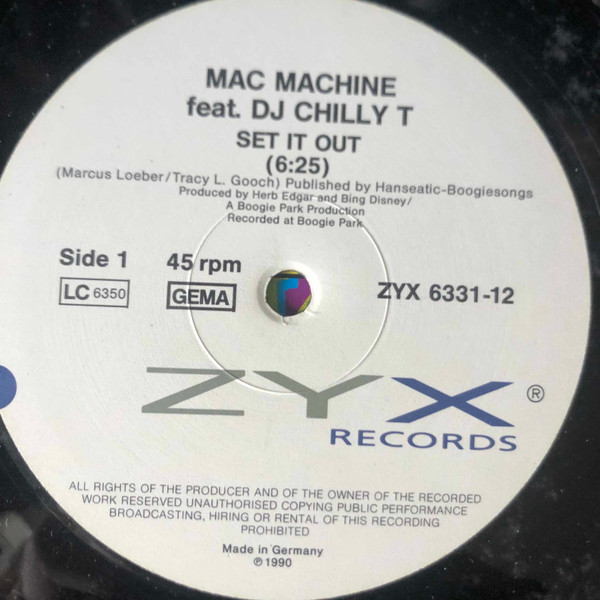 MAC MACHINE
feat. DJ CHILLY T
SET IT OUT
(6:25)
(Marcus Loeber/Tracy L. Gooch) Published by Hanseatic-Boogiesongs
Produced by Herb Edgar and Bing Disney/
A Boogie Park Production
Recorded at Boogie Park
Side 1 45 rpm
LC 6350 GEMA ZYX 6331-12
ZYX ®
RECORDS
ALL RIGHTS OF THE PRODUCER AND OF THE OWNER OF THE RECORDED
WORK RESERVED UNAUTHORISED COPYING PUBLIC PERFORMANCE
BROADCASTING, HIRING OR RENTAL OF THIS RECORDING
PROHIBITED
Made in Germany
℗ 1990